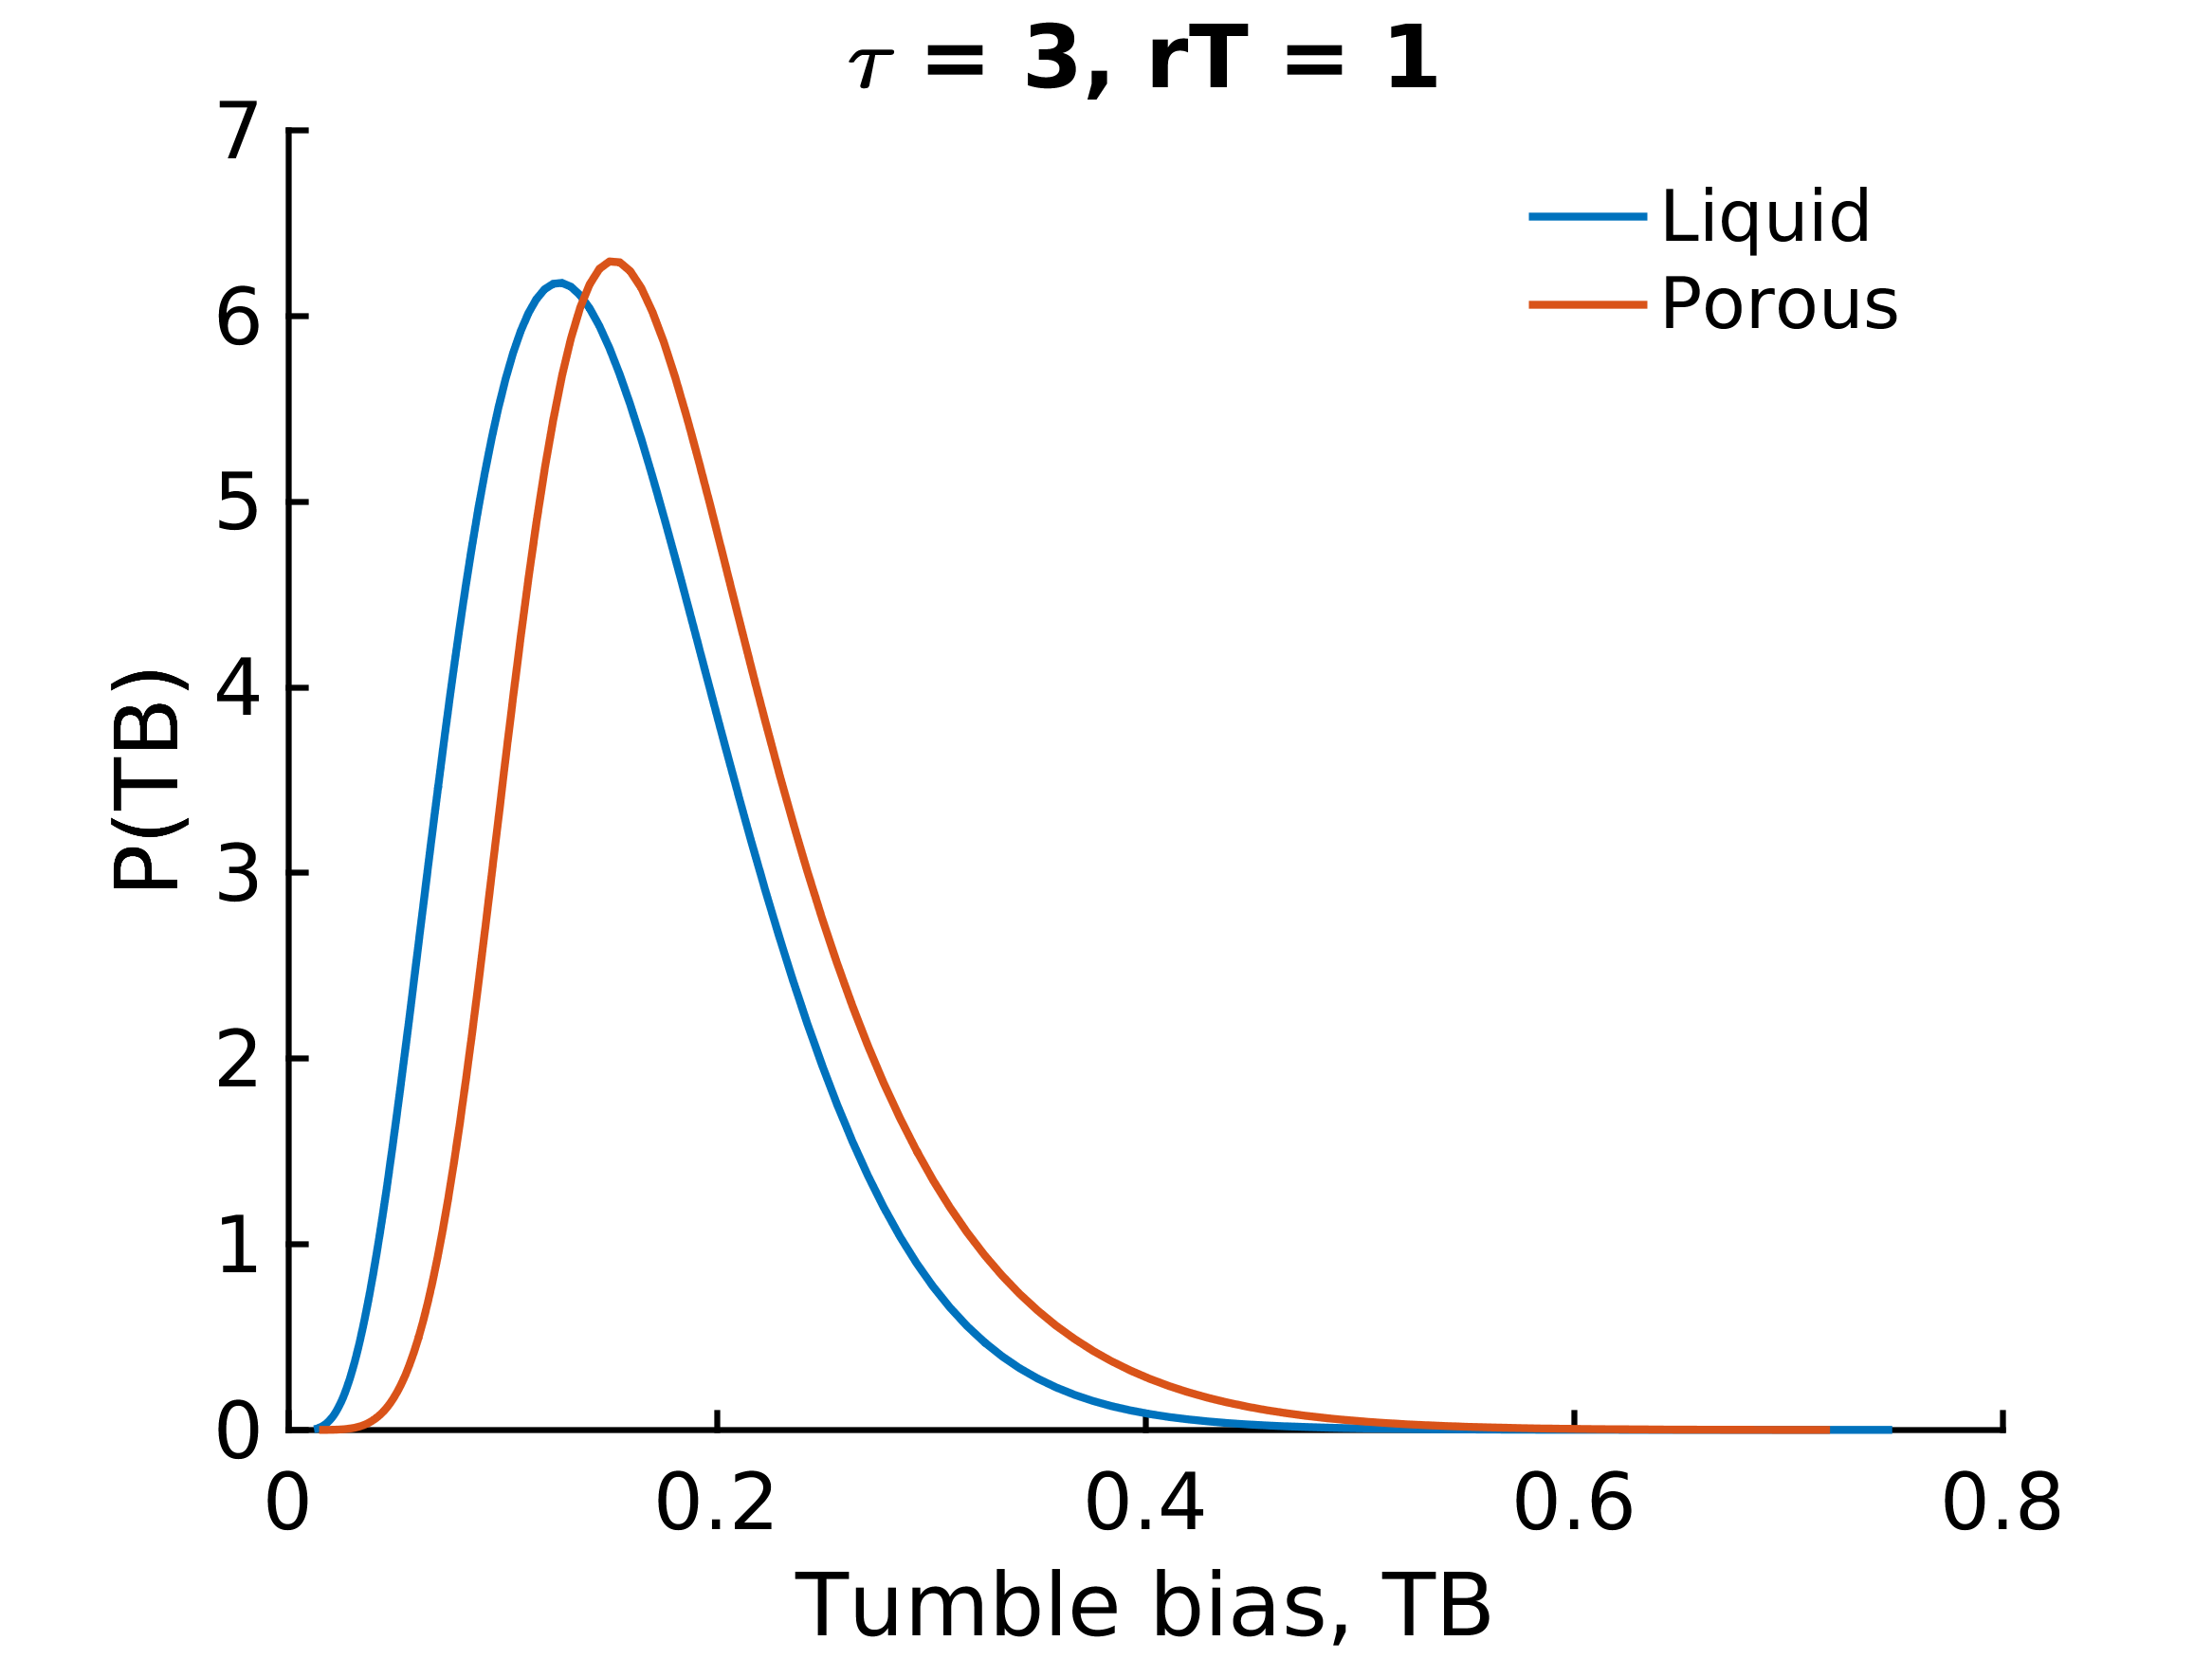 τ = 3, rT = 1
7
6
5
4
3
2
1
0
P(TB)
Liquid
Porous
0 0.2 0.4 0.6 0.8
Tumble bias, TB